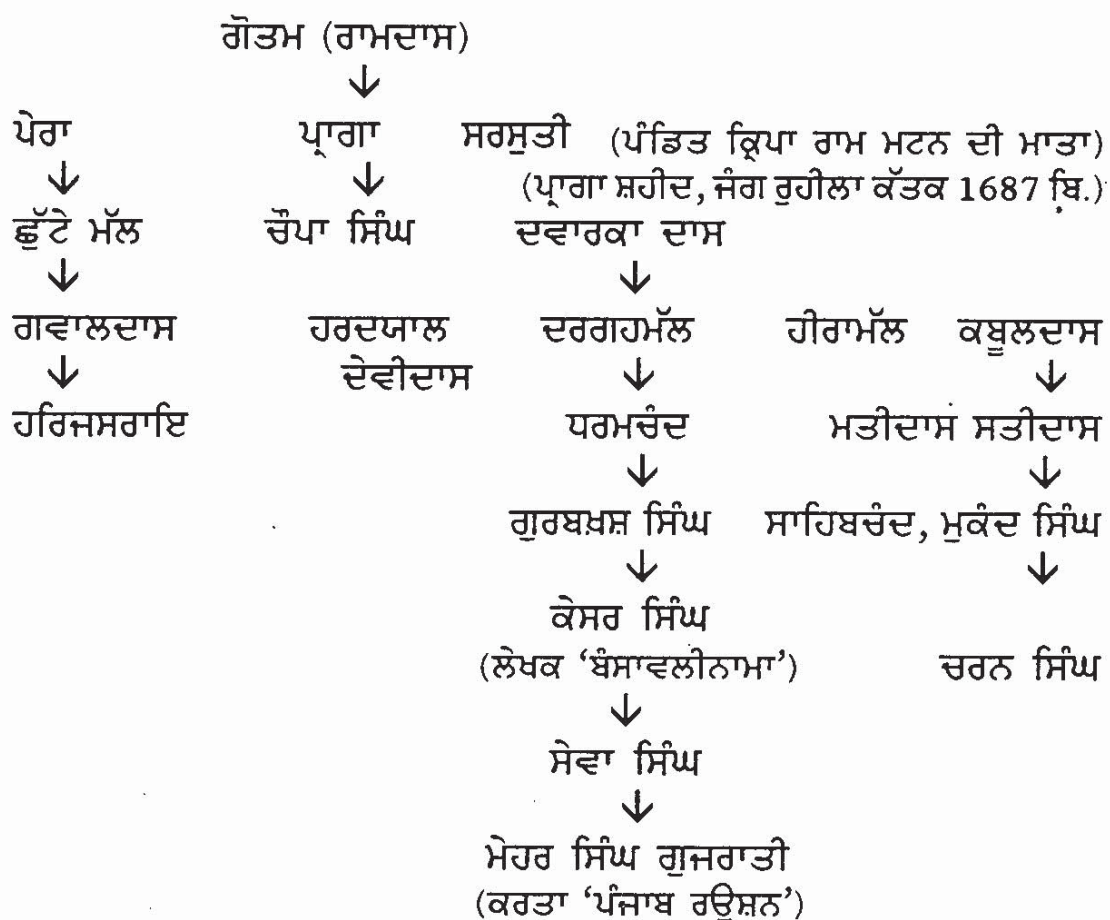 ਗੋਤਮ (ਰਾਮਦਾਸ)
ਪੇਰਾ ਪ੍ਰਾਗਾ ਸਰਸੁਤੀ (ਪੰਡਿਤ ਕ੍ਰਿਪਾ ਰਾਮ ਮਟਨ ਦੀ ਮਾਤਾ)
(ਪ੍ਰਾਗਾ ਸ਼ਹੀਦ, ਜੰਗ ਰੁਹੀਲਾ ਕੱਤਕ 1687 ਬਿ.)
ਛੁੱਟੇ ਮੱਲ ਚੌਪਾ ਸਿੰਘ ਦਵਾਰਕਾ ਦਾਸ
ਗਵਾਲਦਾਸ ਹਰਦਯਾਲ ਦਰਗਹਮੱਲ ਹੀਰਾਮੱਲ ਕਬੂਲਦਾਸ
ਦੇਵੀਦਾਸ
ਹਰਿਜਸਰਾਇ ਧਰਮਚੰਦ ਮਤੀਦਾਸ ਸਤੀਦਾਸ
ਗੁਰਬਖ਼ਸ਼ ਸਿੰਘ ਸਾਹਿਬਚੰਦ, ਮੁਕੰਦ ਸਿੰਘ
ਕੇਸਰ ਸਿੰਘ
(ਲੇਖਕ ‘ਬੰਸਾਵਲੀਨਾਮਾ’) ਚਰਨ ਸਿੰਘ
ਸੇਵਾ ਸਿੰਘ
ਮੇਹਰ ਸਿੰਘ ਗੁਜਰਾਤੀ
(ਕਰਤਾ ‘ਪੰਜਾਬ ਰਊਸ਼ਨ’)